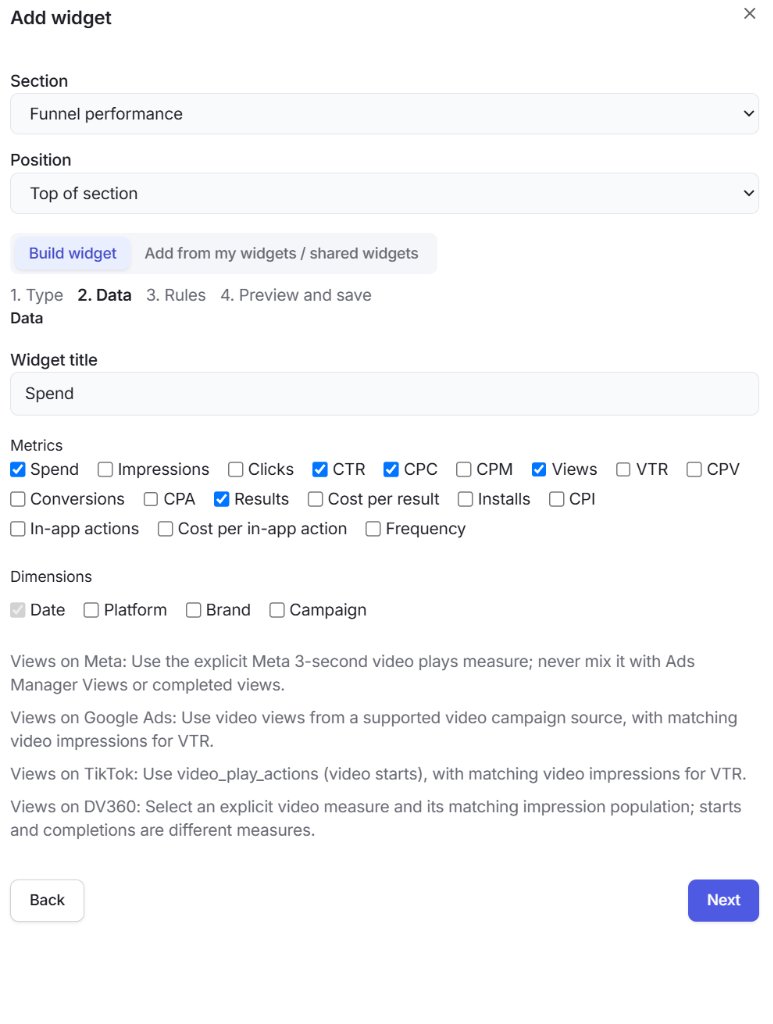 Add widget
Section
Funnel performance
Position
Top of section
Build widget Add from my widgets / shared widgets
1. Type 2. Data 3. Rules 4. Preview and save
Data
Widget title
Spend
Metrics
Spend Impressions Clicks CTR CPC CPM Views VTR CPV
Conversions CPA Results Cost per result Installs CPI
In-app actions Cost per in-app action Frequency
Dimensions
Date Platform Brand Campaign
Views on Meta: Use the explicit Meta 3-second video plays measure; never mix it with Ads
Manager Views or completed views.
Views on Google Ads: Use video views from a supported video campaign source, with matching
video impressions for VTR.
Views on TikTok: Use video_play_actions (video starts), with matching video impressions for VTR.
Views on DV360: Select an explicit video measure and its matching impression population; starts
and completions are different measures.
Back Next